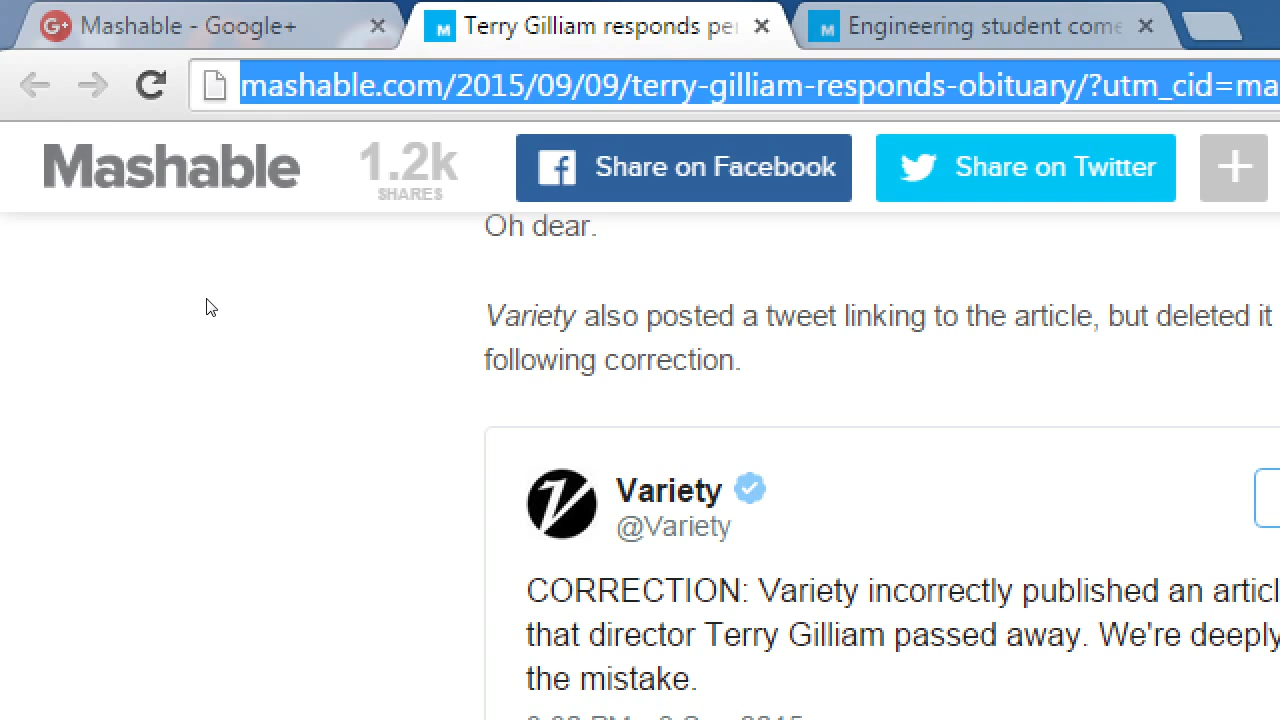 Mashable - Google+
Terry Gilliam responds pe
Engineering student come
mashable.com/2015/09/09/terry-gilliam-responds-obituary/?utm_cid=ma
Mashable
1.2k
SHARES
Share on Facebook
Share on Twitter
Oh dear.
Variety also posted a tweet linking to the article, but deleted it
following correction.
Variety
@Variety
CORRECTION: Variety incorrectly published an articl
that director Terry Gilliam passed away. We're deeply
the mistake.